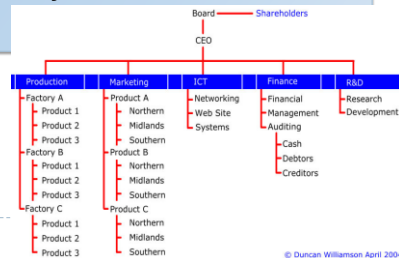 Board
Shareholders
CEO
Production
Marketing
ICT
Finance
R&D
Factory A
Product 1
Product 2
Product 3
Factory B
Product 1
Product 2
Product 3
Factory C
Product 1
Product 2
Product 3
Product A
Northern
Midlands
Southern
Product B
Northern
Midlands
Southern
Product C
Northern
Midlands
Southern
Networking
Web Site
Systems
Financial
Management
Auditing
Cash
Debtors
Creditors
Research
Development
© Duncan Williamson April 2004